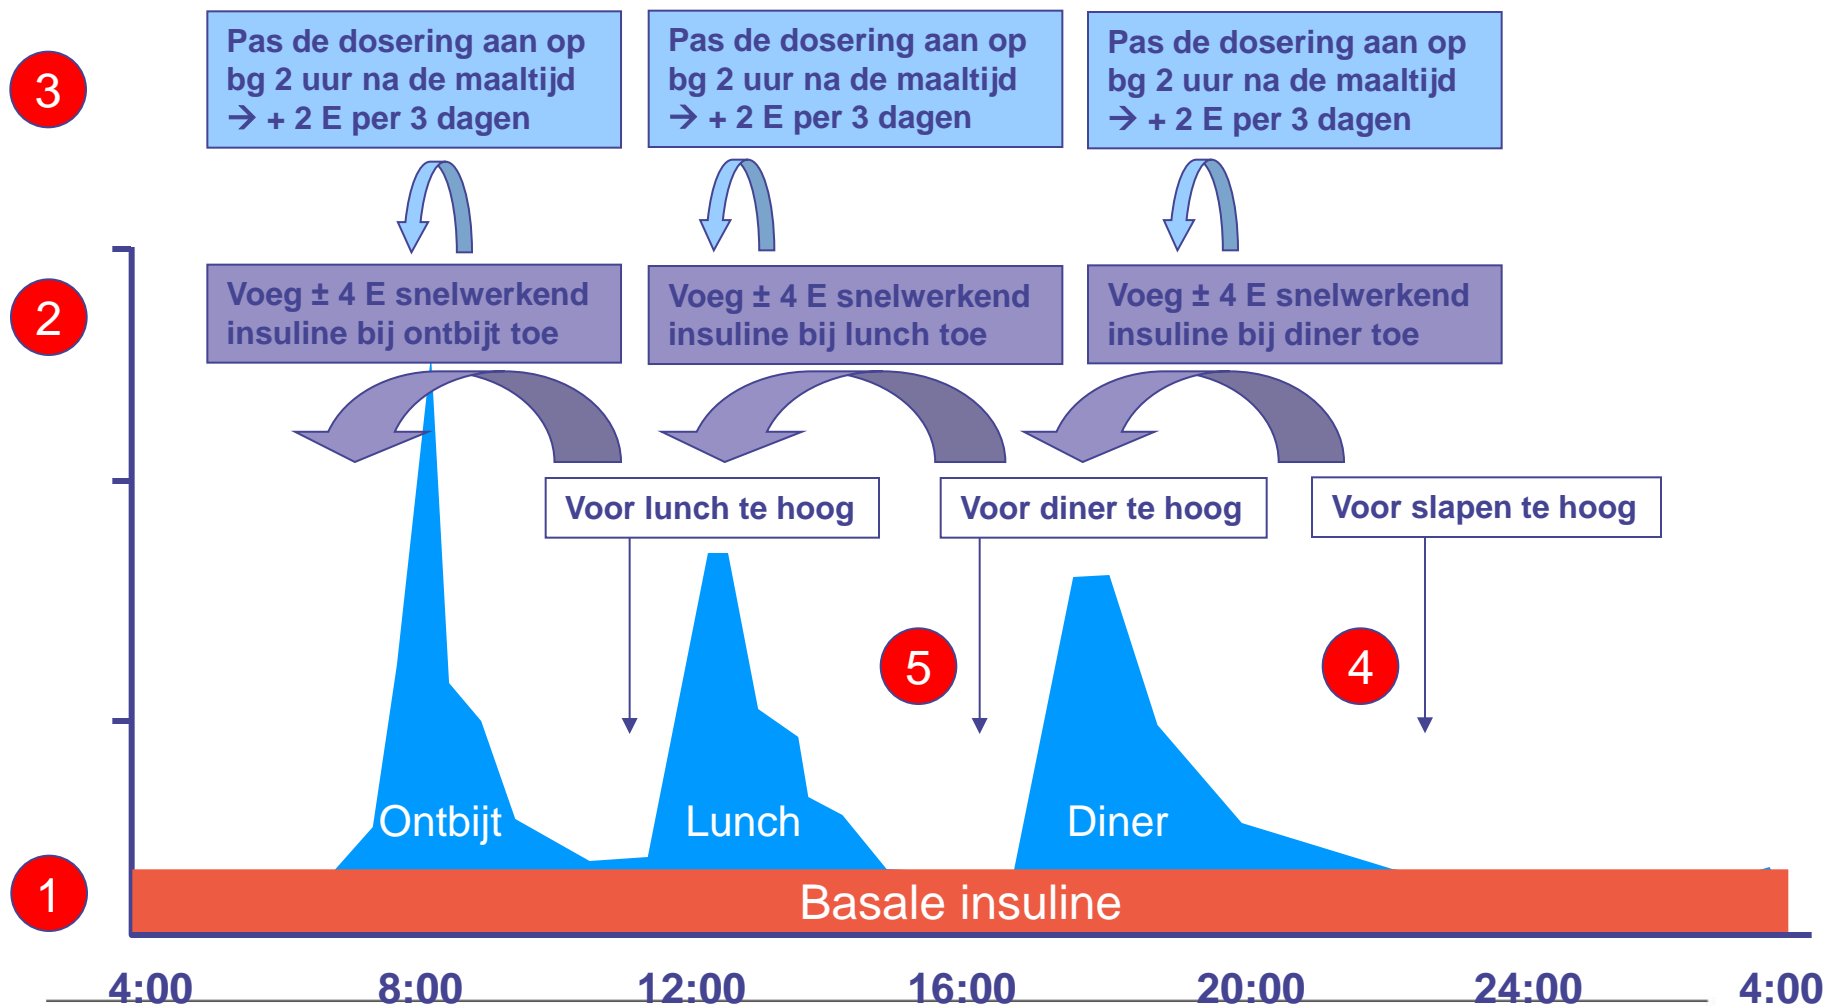 3
Pas de dosering aan op
bg 2 uur na de maaltijd
→ + 2 E per 3 dagen
Pas de dosering aan op
bg 2 uur na de maaltijd
→ + 2 E per 3 dagen
Pas de dosering aan op
bg 2 uur na de maaltijd
→ + 2 E per 3 dagen
2
Voeg ± 4 E snelwerkend
insuline bij ontbijt toe
Voeg ± 4 E snelwerkend
insuline bij lunch toe
Voeg ± 4 E snelwerkend
insuline bij diner toe
Voor lunch te hoog
Voor diner te hoog
Voor slapen te hoog
5
4
Ontbijt
Lunch
Diner
1
Basale insuline
4:00 8:00 12:00 16:00 20:00 24:00 4:00